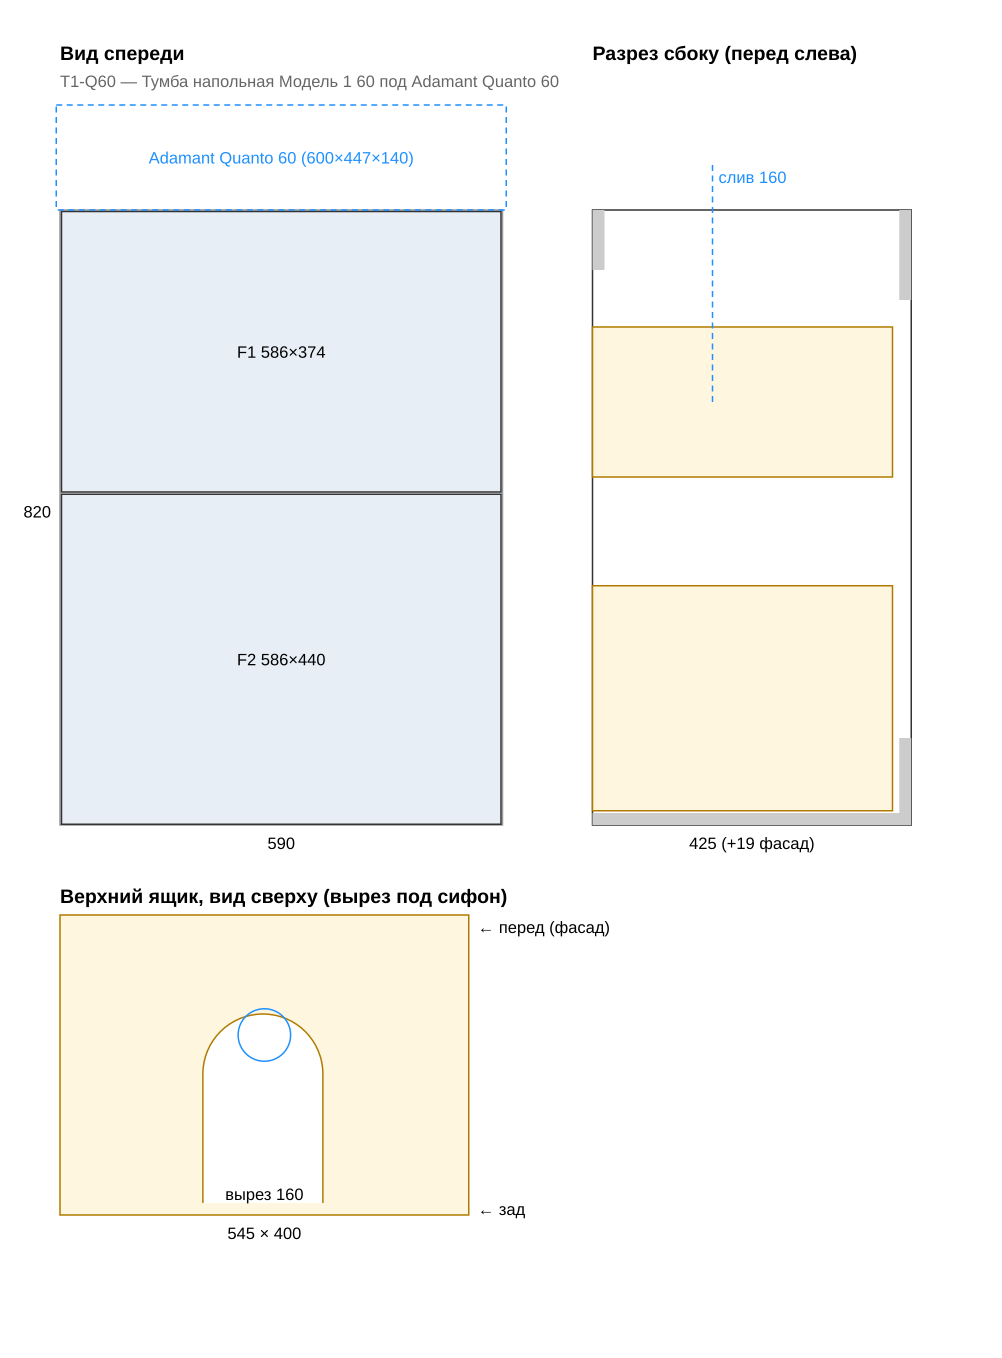 Вид спереди
T1-Q60 — Тумба напольная Модель 1 60 под Adamant Quanto 60
Adamant Quanto 60 (600×447×140)
F1 586×374
820
F2 586×440
590
Разрез сбоку (перед слева)
слив 160
425 (+19 фасад)
Верхний ящик, вид сверху (вырез под сифон)
← перед (фасад)
вырез 160
← зад
545 × 400